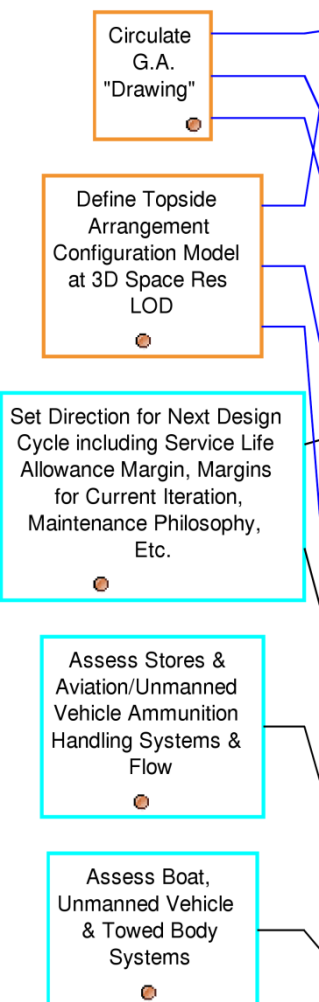 Circulate
G.A.
"Drawing"
Define Topside
Arrangement
Configuration Model
at 3D Space Res
LOD
Set Direction for Next Design
Cycle including Service Life
Allowance Margin, Margins
for Current Iteration,
Maintenance Philosophy,
Etc.
Assess Stores &
Aviation/Unmanned
Vehicle Ammunition
Handling Systems &
Flow
Assess Boat,
Unmanned Vehicle
& Towed Body
Systems